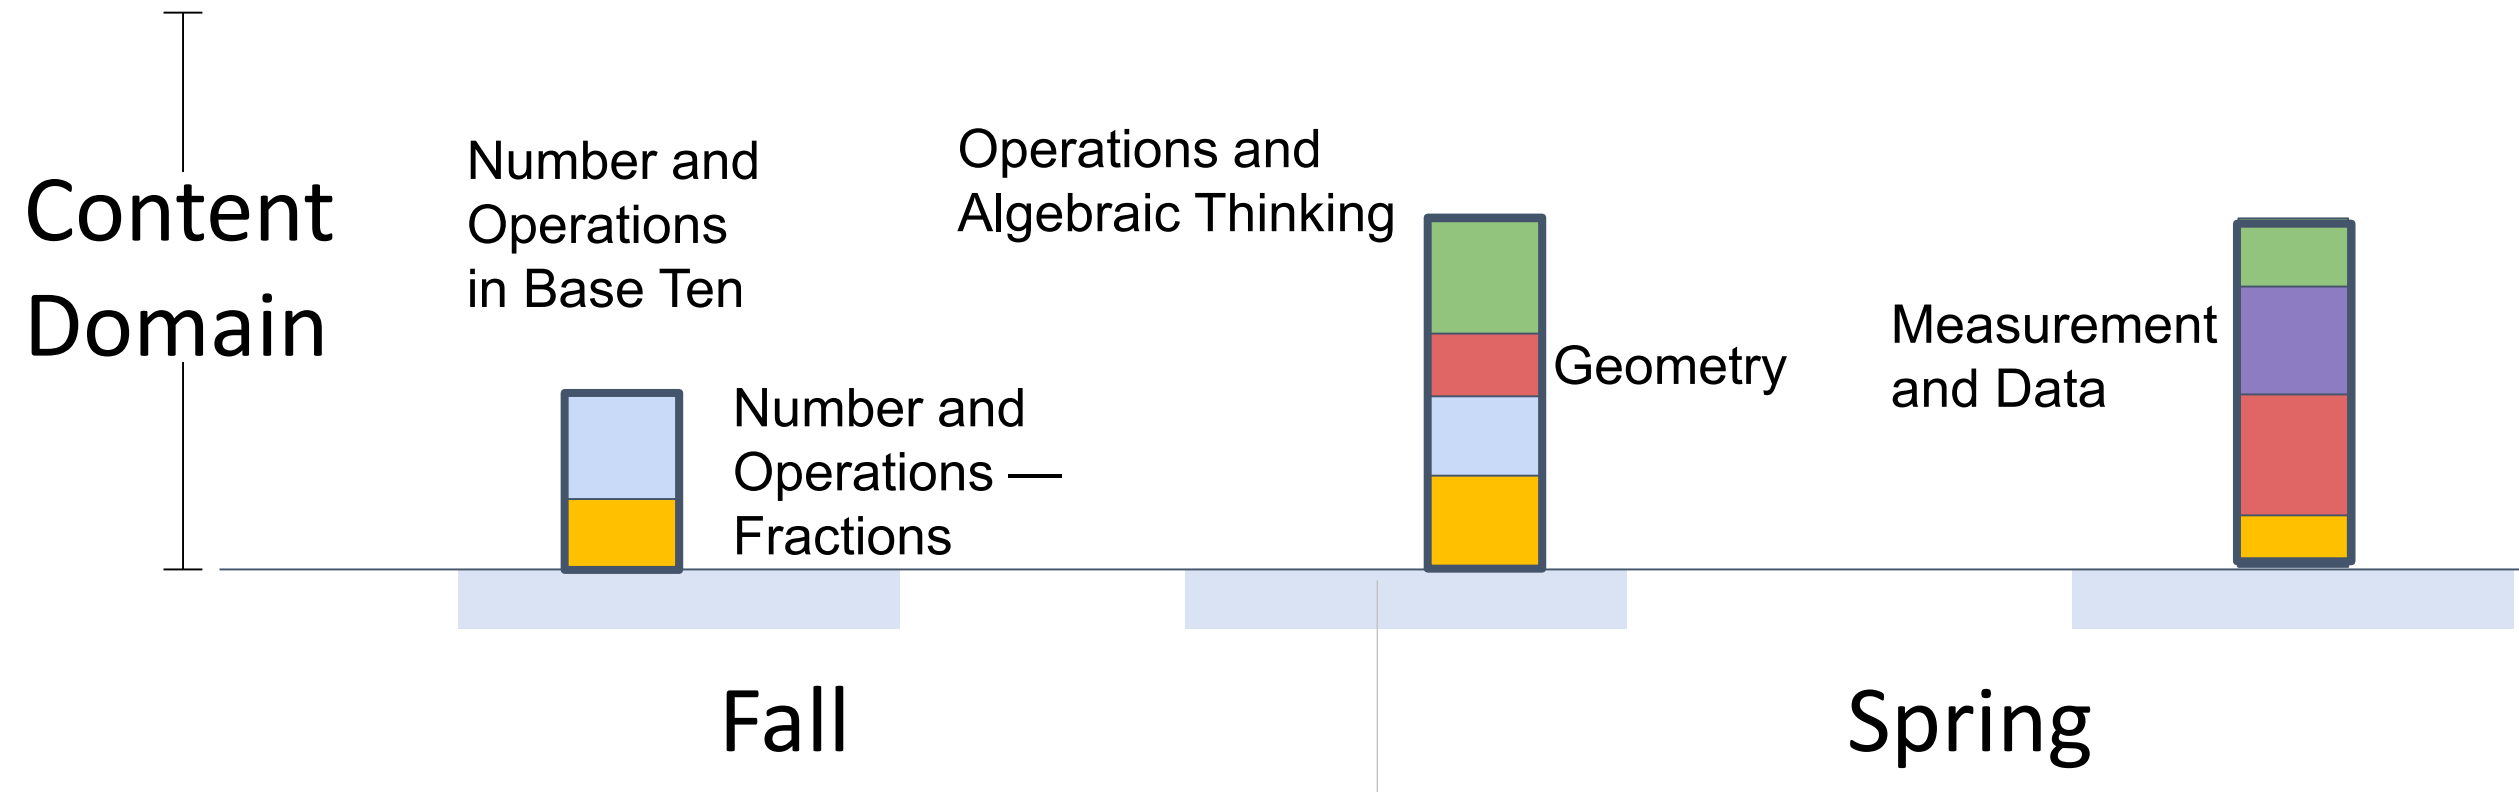 Content
Domain
Number and
Operations
in Base Ten
Operations and
Algebraic Thinking
Number and
Operations —
Fractions
Geometry
Measurement
and Data
Fall
Spring